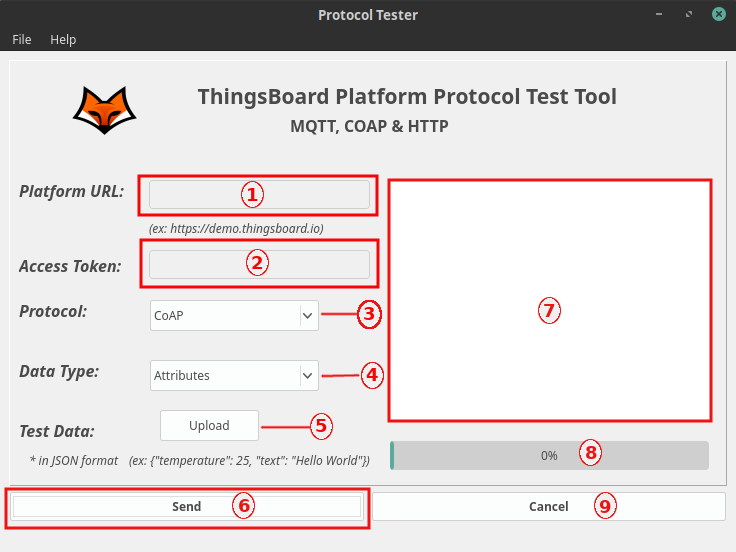 Protocol Tester
File Help
ThingsBoard Platform Protocol Test Tool
MQTT, COAP & HTTP
Platform URL: 1
(ex: https://demo.thingsboard.io)
Access Token: 2
Protocol: CoAP 3
7
Data Type: Attributes 4
Test Data: Upload 5
* in JSON format (ex: {"temperature": 25, "text": "Hello World"})
0% 8
Send 6 Cancel 9